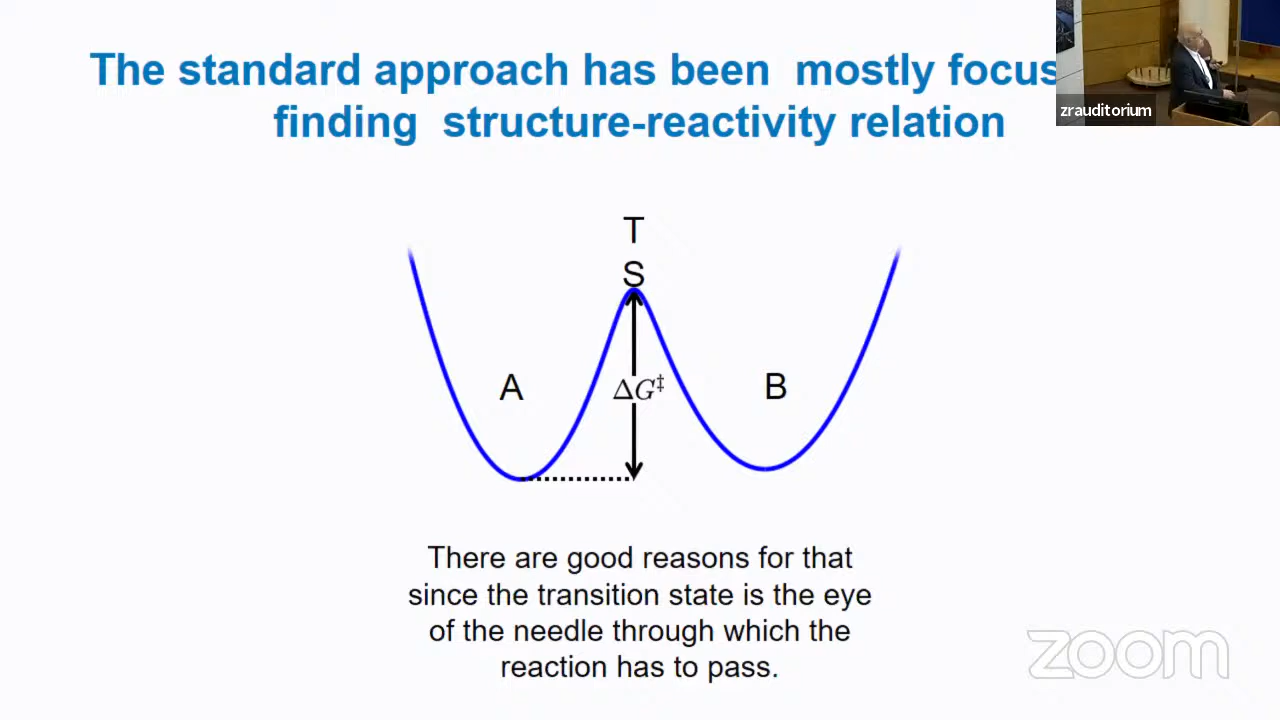 The standard approach has been mostly focus
finding structure-reactivity relation
zrauditorium
T
S
A
ΔG‡
B
There are good reasons for that
since the transition state is the eye
of the needle through which the
reaction has to pass.
zoom